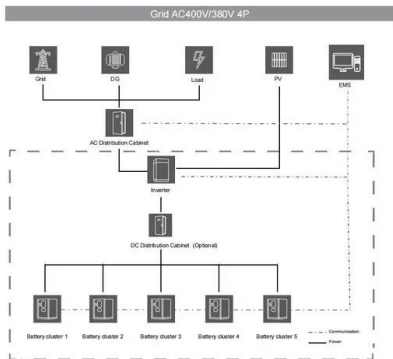 Grid AC400V/380V 4P
Grid
DG
Load
PV
EMS
AC Distribution Cabinet
Inverter
DC Distribution Cabinet (Optional)
Battery cluster 1
Battery cluster 2
Battery cluster 3
Battery cluster 4
Battery cluster 5
Communication
Power